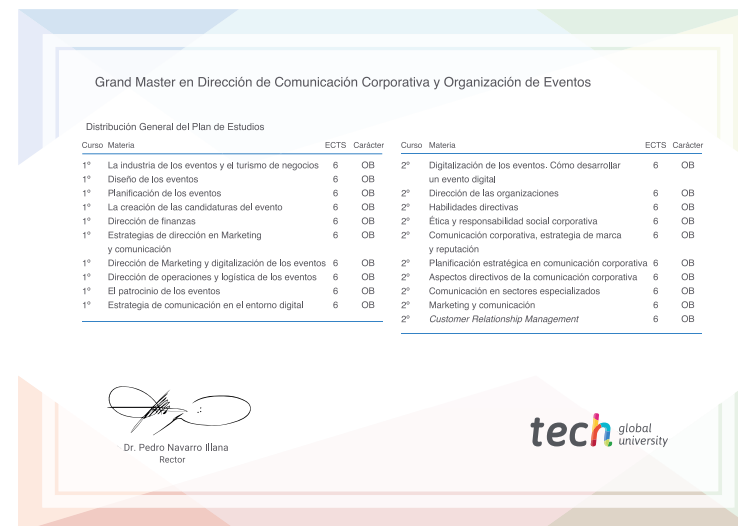 Grand Master en Dirección de Comunicación Corporativa y Organización de Eventos
Distribución General del Plan de Estudios
Curso Materia ECTS Carácter
1º La industria de los eventos y el turismo de negocios 6 OB
1º Diseño de los eventos 6 OB
1º Planificación de los eventos 6 OB
1º La creación de las candidaturas del evento 6 OB
1º Dirección de finanzas 6 OB
1º Estrategias de dirección en Marketing 6 OB
y comunicación
1º Dirección de Marketing y digitalización de los eventos 6 OB
1º Dirección de operaciones y logística de los eventos 6 OB
1º El patrocinio de los eventos 6 OB
1º Estrategia de comunicación en el entorno digital 6 OB
Curso Materia ECTS Carácter
2º Digitalización de los eventos. Cómo desarrollar 6 OB
un evento digital
2º Dirección de las organizaciones 6 OB
2º Habilidades directivas 6 OB
2º Ética y responsabilidad social corporativa 6 OB
2º Comunicación corporativa, estrategia de marca 6 OB
y reputación
2º Planificación estratégica en comunicación corporativa 6 OB
2º Aspectos directivos de la comunicación corporativa 6 OB
2º Comunicación en sectores especializados 6 OB
2º Marketing y comunicación 6 OB
2º Customer Relationship Management 6 OB
Dr. Pedro Navarro Illana
Rector
tech global
university